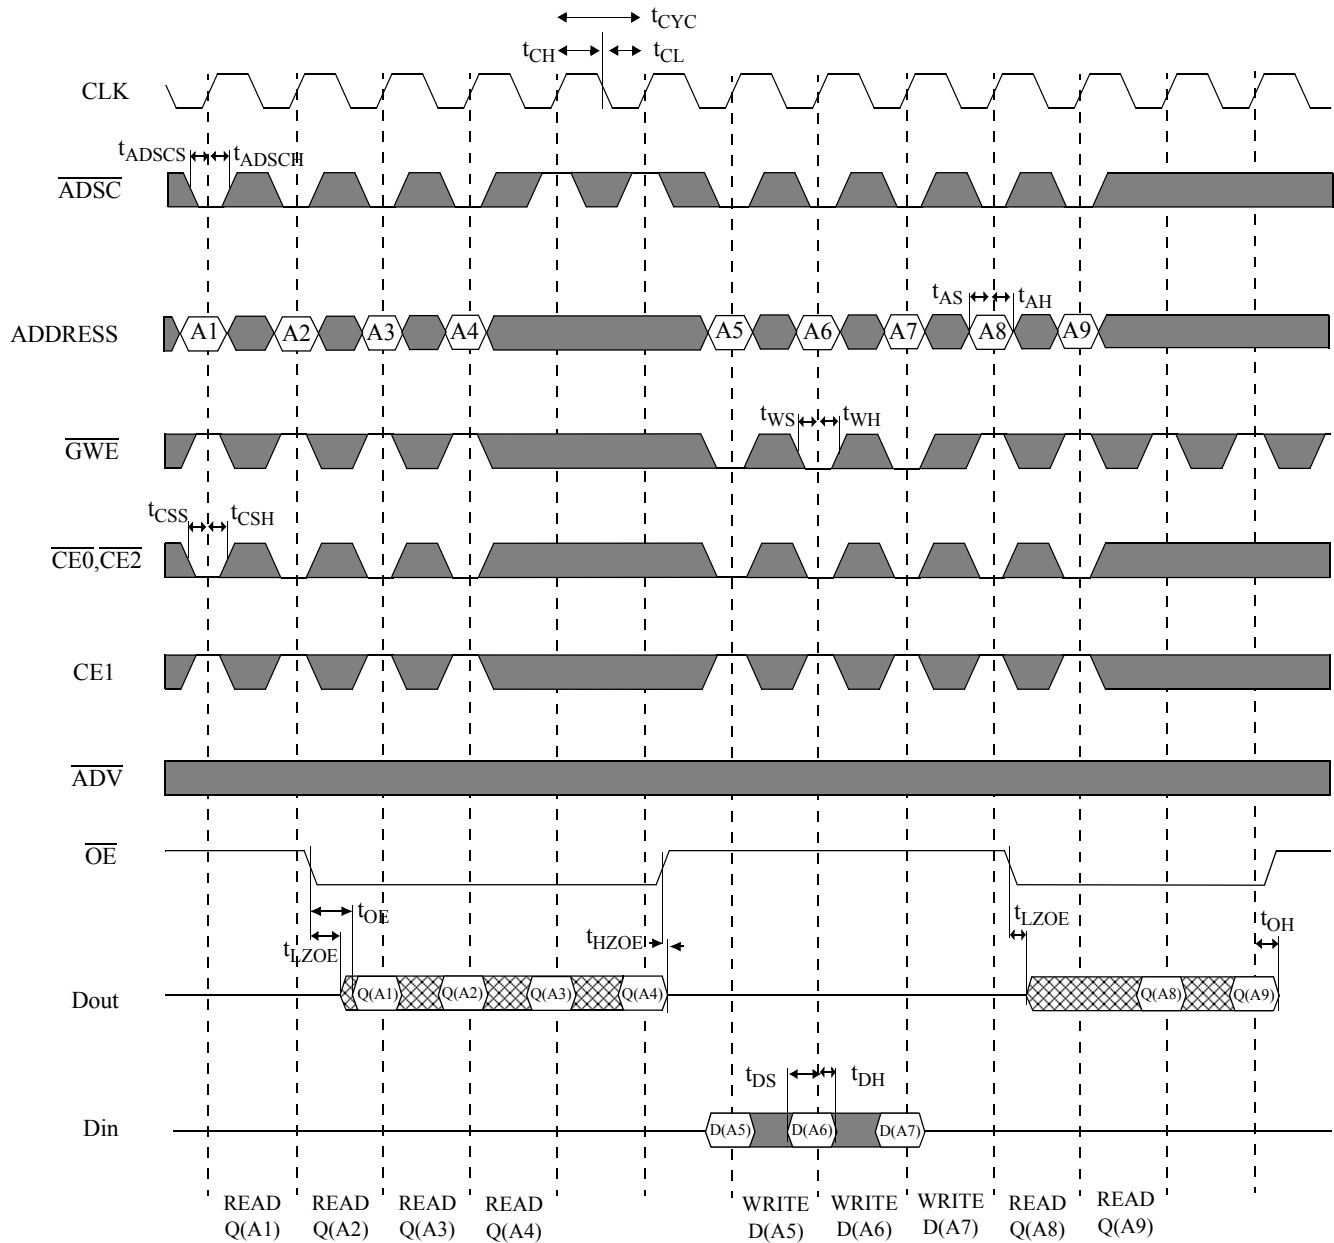 tCYC
tCH tCL
CLK
tADSCS tADSCH
ADSC
tAS tAH
ADDRESS A1 A2 A3 A4 A5 A6 A7 A8 A9
tWS tWH
GWE
tCSS tCSH
CE0,CE2
CE1
ADV
OE
tOE tLZOE
tLZOE tHZOE tOH
Dout Q(A1) Q(A2) Q(A3) Q(A4) Q(A8) Q(A9)
tDS tDH
Din D(A5) D(A6) D(A7)
READ READ READ READ WRITE WRITE WRITE READ READ
Q(A1) Q(A2) Q(A3) Q(A4) D(A5) D(A6) D(A7) Q(A8) Q(A9)